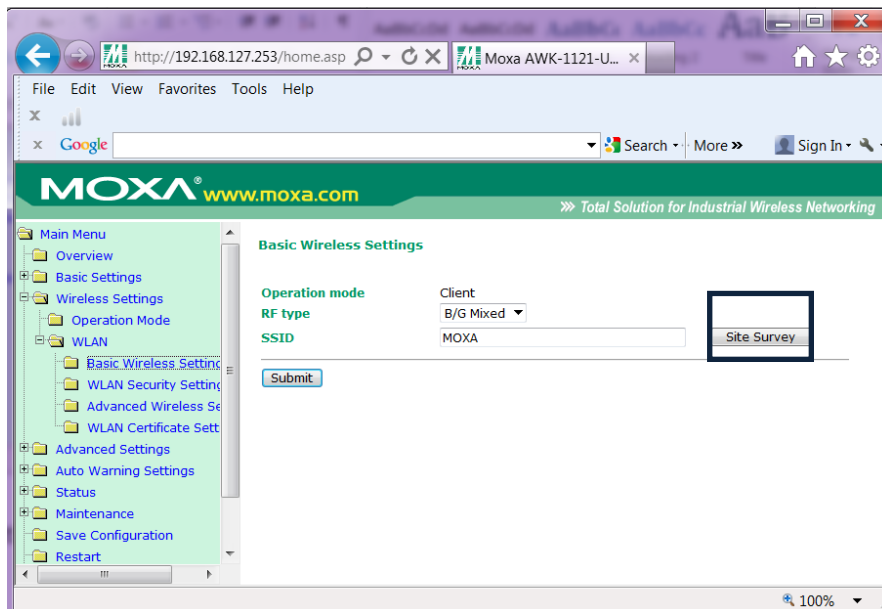 http://192.168.127.253/home.asp
Moxa AWK-1121-U...
File Edit View Favorites Tools Help
x
x Google Search More » Sign In
MOXA® www.moxa.com
Total Solution for Industrial Wireless Networking
Main Menu
Overview
Basic Settings
Wireless Settings
Operation Mode
WLAN
Basic Wireless Setting
WLAN Security Setting
Advanced Wireless Se
WLAN Certificate Sett
Advanced Settings
Auto Warning Settings
Status
Maintenance
Save Configuration
Restart
Basic Wireless Settings
Operation mode Client
RF type B/G Mixed
SSID MOXA Site Survey
Submit
100%